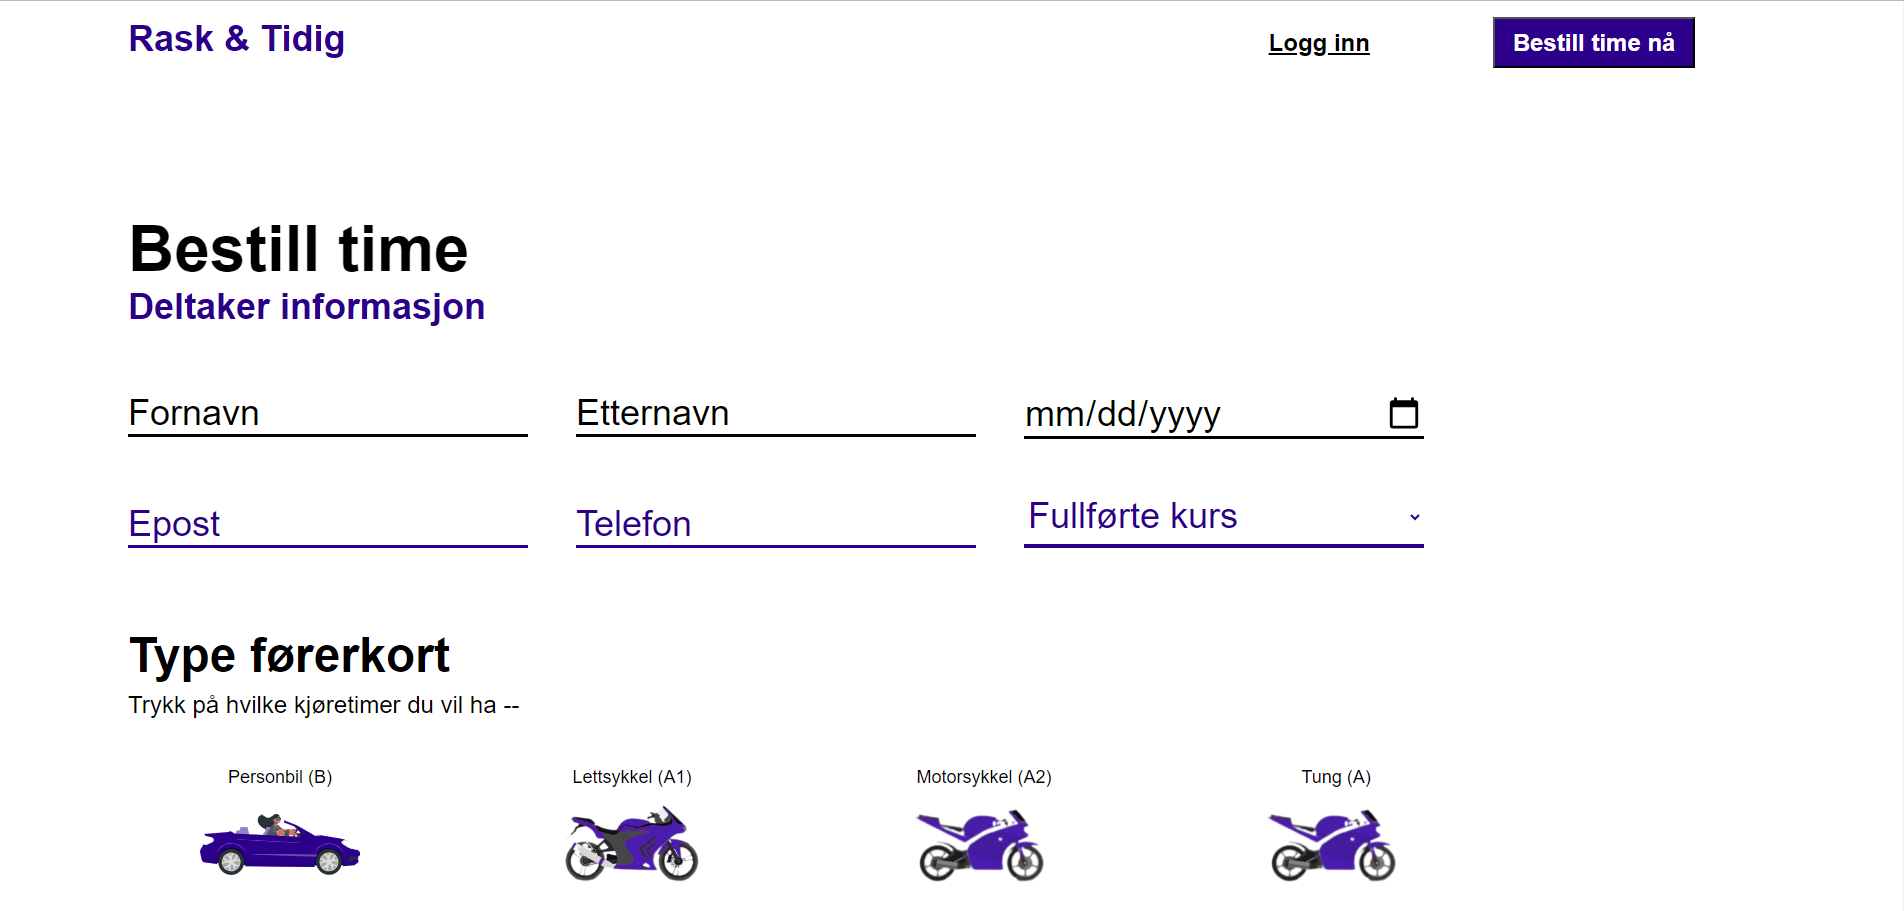 Rask & Tidig
Logg inn
Bestill time nå
Bestill time
Deltaker informasjon
Fornavn
Etternavn
mm/dd/yyyy
Epost
Telefon
Fullførte kurs
Type førerkort
Trykk på hvilke kjøretimer du vil ha --
Personbil (B)
Lettsykkel (A1)
Motorsykkel (A2)
Tung (A)